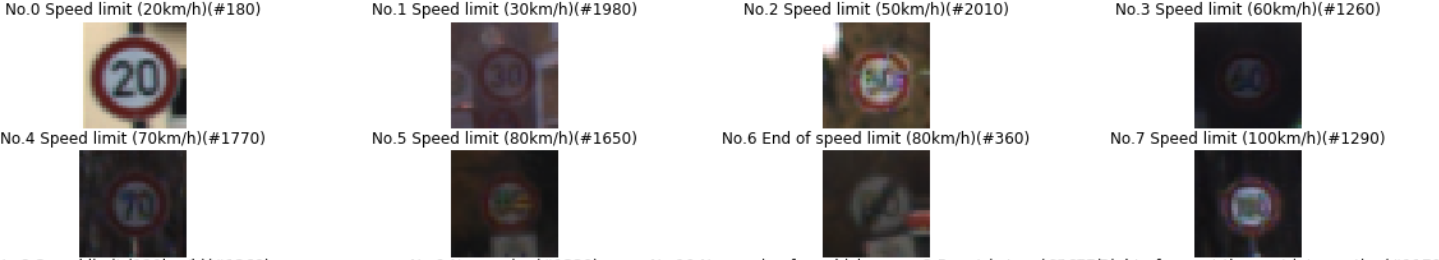 No.0 Speed limit (20km/h)(#180)
No.1 Speed limit (30km/h)(#1980)
No.2 Speed limit (50km/h)(#2010)
No.3 Speed limit (60km/h)(#1260)
20
30
60
No.4 Speed limit (70km/h)(#1770)
No.5 Speed limit (80km/h)(#1650)
No.6 End of speed limit (80km/h)(#360)
No.7 Speed limit (100km/h)(#1290)
70